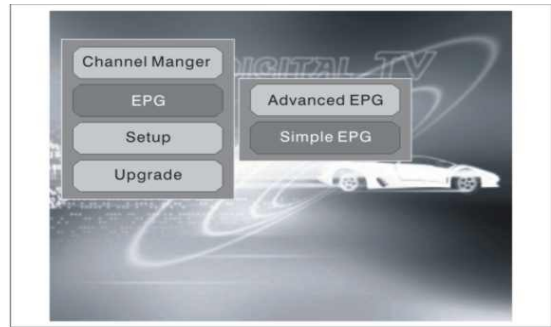 DIGITAL TV
Channel Manger
EPG
Setup
Upgrade
Advanced EPG
Simple EPG